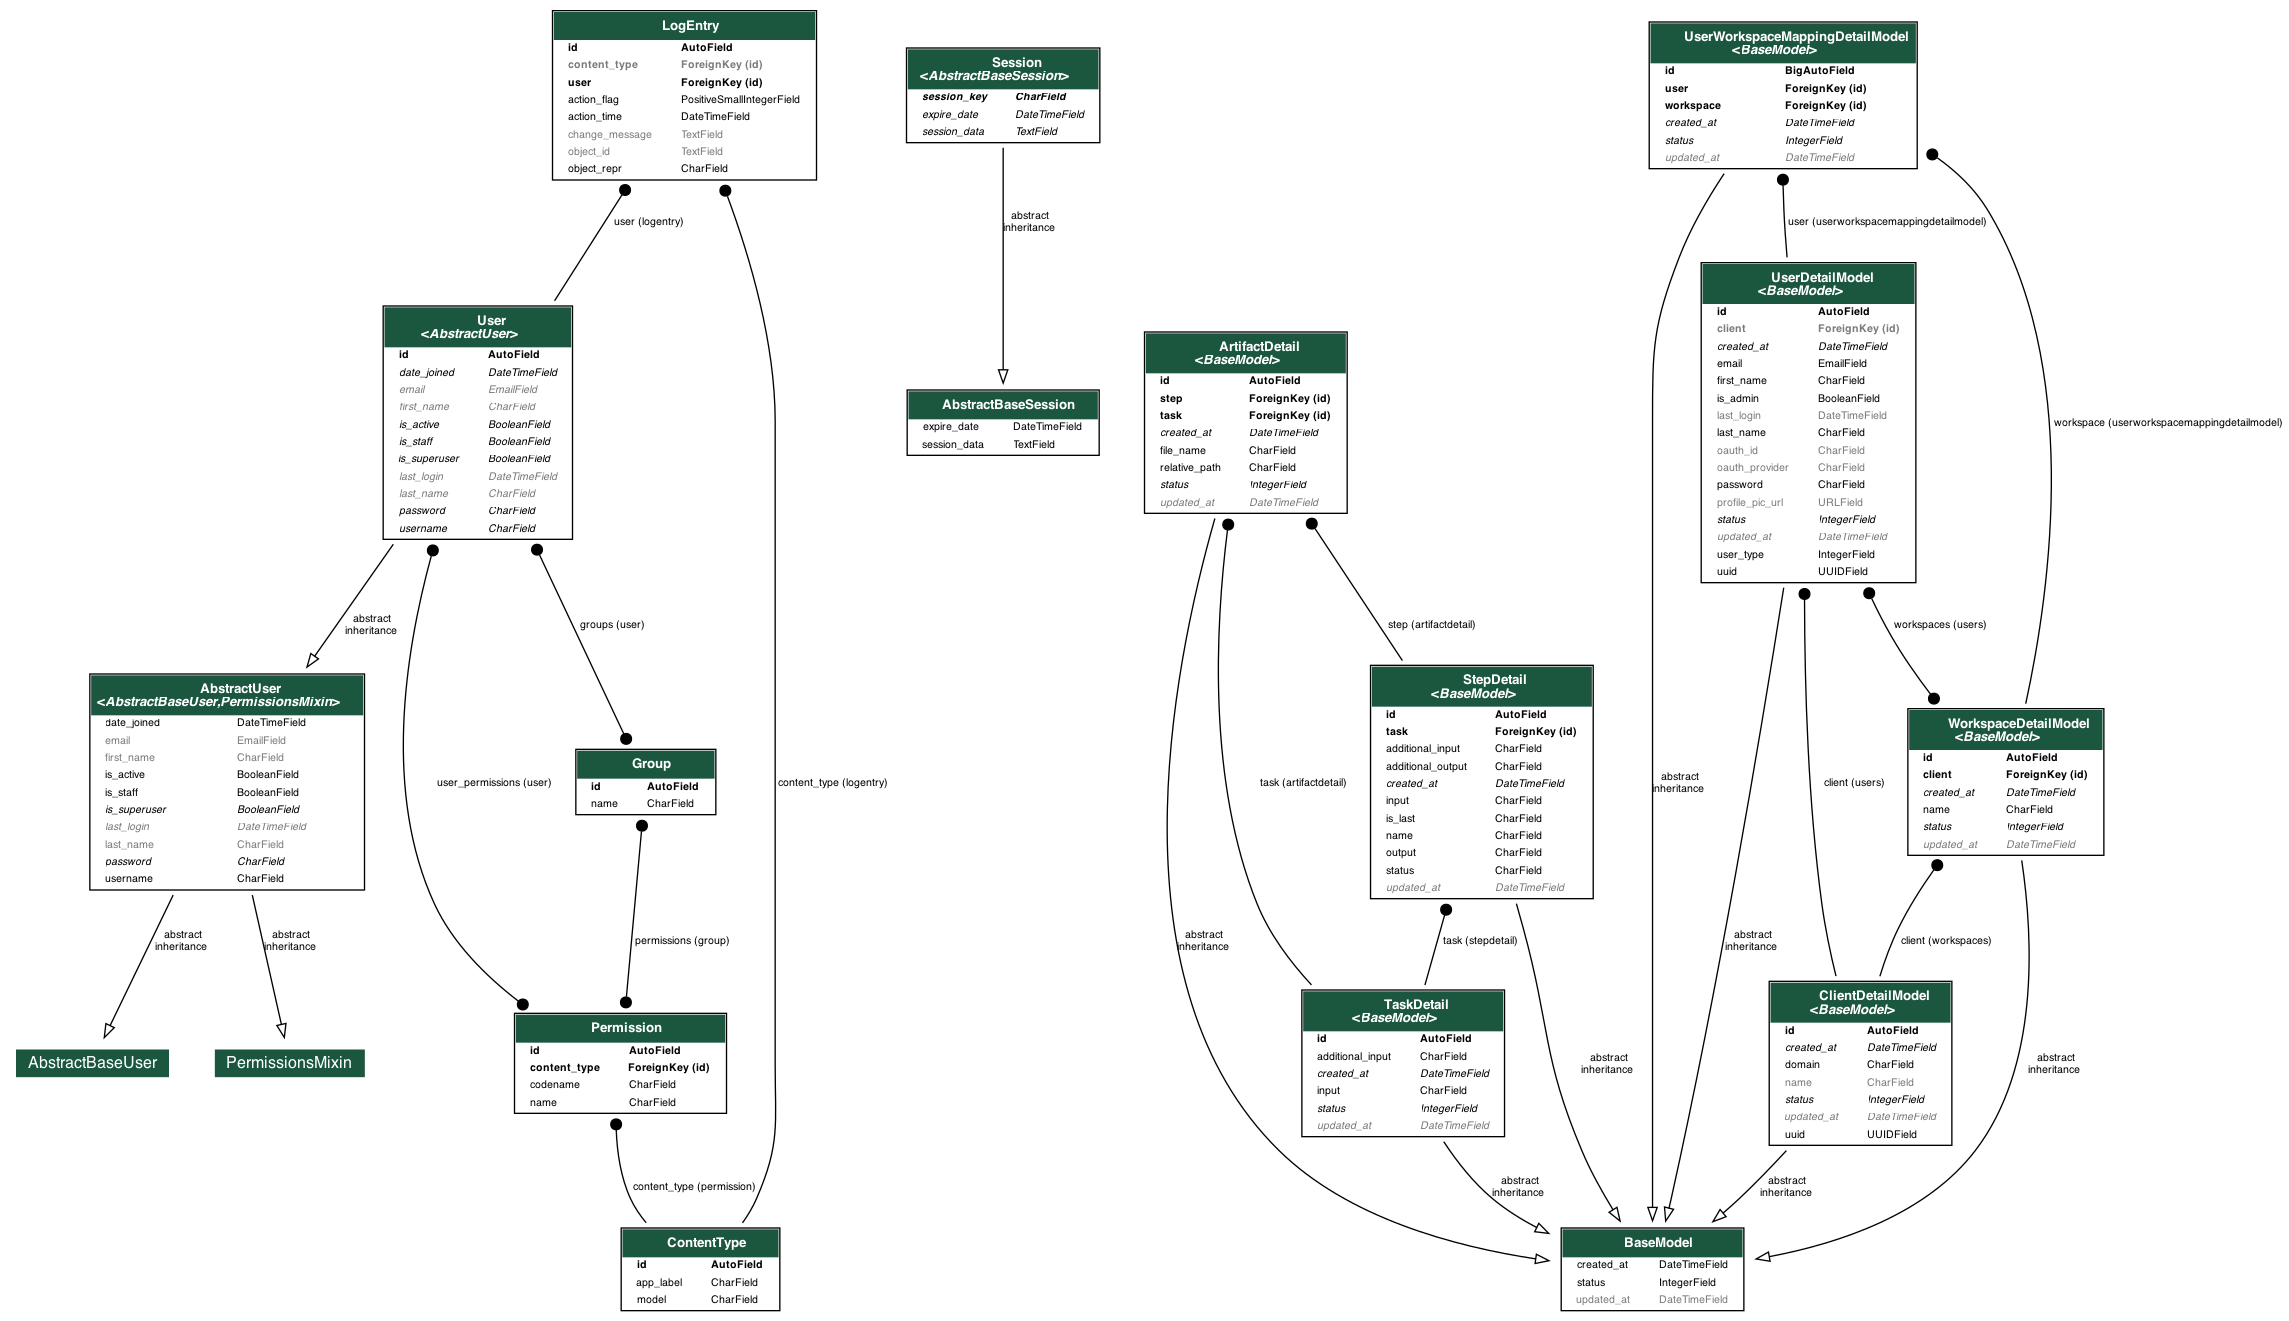 LogEntry
id AutoField
content_type ForeignKey (id)
user ForeignKey (id)
action_flag PositiveSmallIntegerField
action_time DateTimeField
change_message TextField
object_id TextField
object_repr CharField
user (logentry)
User
<AbstractUser>
id AutoField
date_joined DateTimeField
email EmailField
first_name CharField
is_active BooleanField
is_staff BooleanField
is_superuser BooleanField
last_login DateTimeField
last_name CharField
password CharField
username CharField
abstract
inheritance
groups (user)
AbstractUser
<AbstractBaseUser,PermissionsMixin>
date_joined DateTimeField
email EmailField
first_name CharField
is_active BooleanField
is_staff BooleanField
is_superuser BooleanField
last_login DateTimeField
last_name CharField
password CharField
username CharField
user_permissions (user)
Group
id AutoField
name CharField
content_type (logentry)
abstract
inheritance
abstract
inheritance
permissions (group)
AbstractBaseUser
PermissionsMixin
Permission
id AutoField
content_type ForeignKey (id)
codename CharField
name CharField
content_type (permission)
ContentType
id AutoField
app_label CharField
model CharField
Session
<AbstractBaseSession>
session_key CharField
expire_date DateTimeField
session_data TextField
abstract
inheritance
AbstractBaseSession
expire_date DateTimeField
session_data TextField
ArtifactDetail
<BaseModel>
id AutoField
step ForeignKey (id)
task ForeignKey (id)
created_at DateTimeField
file_name CharField
relative_path CharField
status IntegerField
updated_at DateTimeField
step (artifactdetail)
StepDetail
<BaseModel>
id AutoField
task ForeignKey (id)
additional_input CharField
additional_output CharField
created_at DateTimeField
input CharField
is_last CharField
name CharField
output CharField
status CharField
updated_at DateTimeField
task (artifactdetail)
abstract
inheritance
task (stepdetail)
TaskDetail
<BaseModel>
id AutoField
additional_input CharField
created_at DateTimeField
input CharField
status IntegerField
updated_at DateTimeField
abstract
inheritance
abstract
inheritance
UserWorkspaceMappingDetailModel
<BaseModel>
id BigAutoField
user ForeignKey (id)
workspace ForeignKey (id)
created_at DateTimeField
status IntegerField
updated_at DateTimeField
user (userworkspacemappingdetailmodel)
UserDetailModel
<BaseModel>
id AutoField
client ForeignKey (id)
created_at DateTimeField
email EmailField
first_name CharField
is_admin BooleanField
last_login DateTimeField
last_name CharField
oauth_id CharField
oauth_provider CharField
password CharField
profile_pic_url URLField
status IntegerField
updated_at DateTimeField
user_type IntegerField
uuid UUIDField
workspace (userworkspacemappingdetailmodel)
workspaces (users)
WorkspaceDetailModel
<BaseModel>
id AutoField
client ForeignKey (id)
created_at DateTimeField
name CharField
status IntegerField
updated_at DateTimeField
abstract
inheritance
client (users)
abstract
inheritance
client (workspaces)
ClientDetailModel
<BaseModel>
id AutoField
created_at DateTimeField
domain CharField
name CharField
status IntegerField
updated_at DateTimeField
uuid UUIDField
abstract
inheritance
abstract
inheritance
BaseModel
created_at DateTimeField
status IntegerField
updated_at DateTimeField